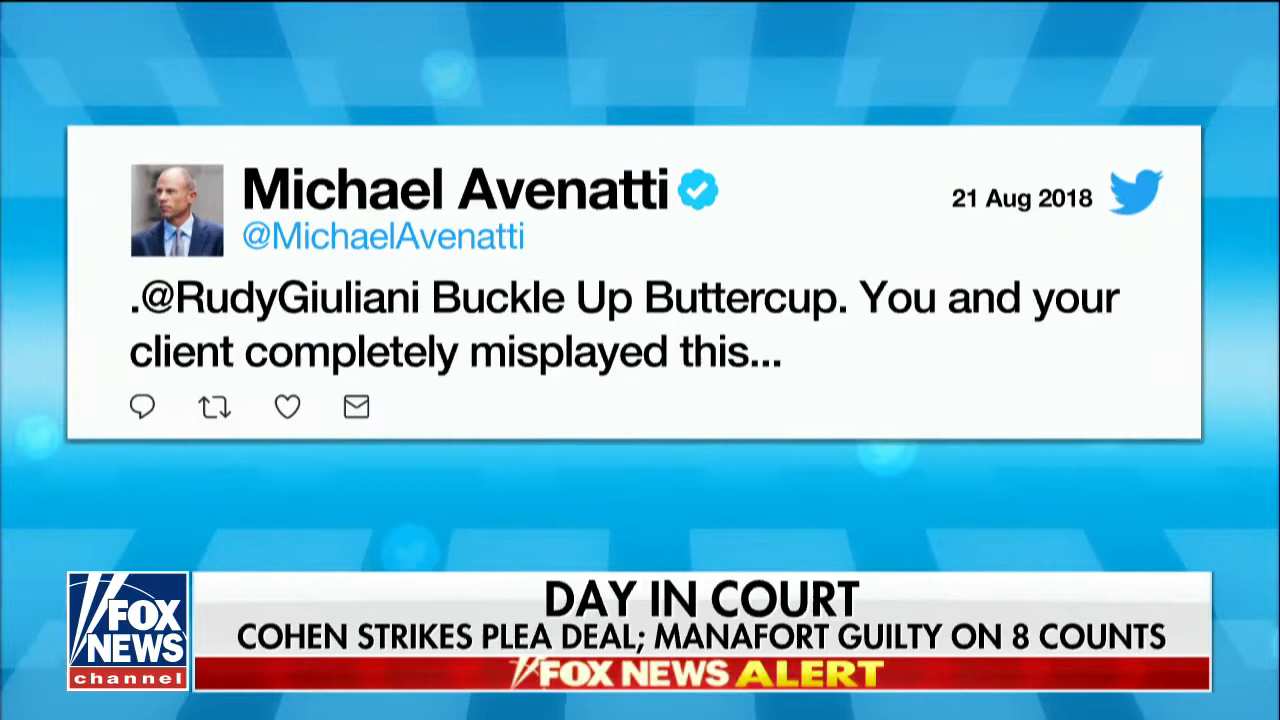 Michael Avenatti
21 Aug 2018
@MichaelAvenatti
.@RudyGiuliani Buckle Up Buttercup. You and your
client completely misplayed this...
DAY IN COURT
COHEN STRIKES PLEA DEAL; MANAFORT GUILTY ON 8 COUNTS
FOX NEWS ALERT
FOX
NEWS
channel